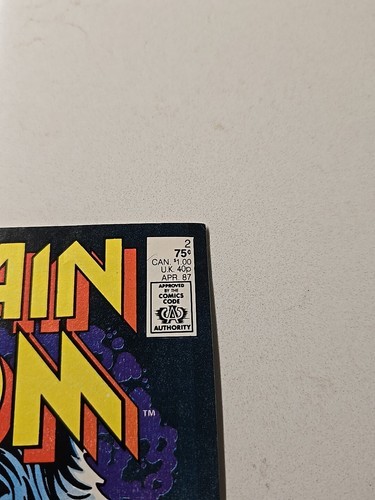 2
75¢
CAN. $1.00
U.K. 40p
APR. 87
APPROVED
BY THE
COMICS
CODE
CA
AUTHORITY
AIN
OM
TM